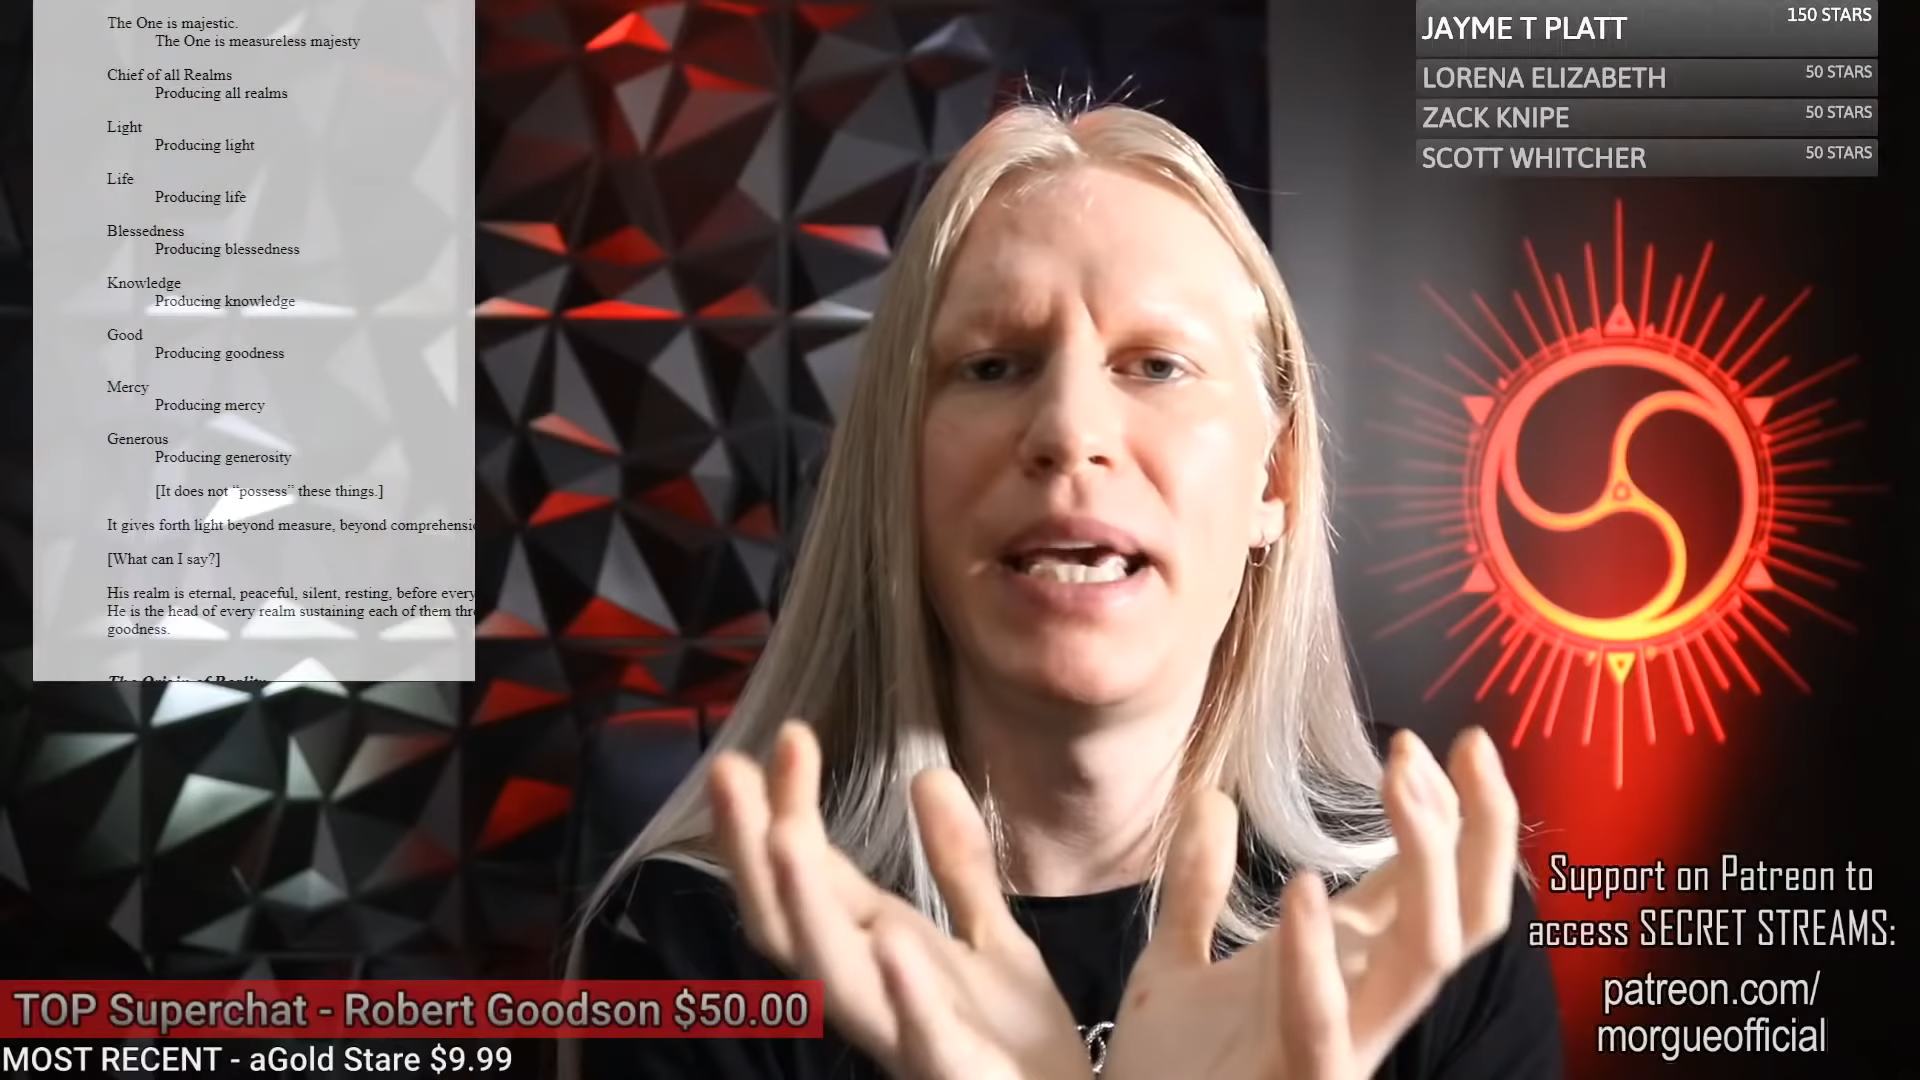 The One is majestic.
The One is measureless majesty
Chief of all Realms
Producing all realms
Light
Producing light
Life
Producing life
Blessedness
Producing blessedness
Knowledge
Producing knowledge
Good
Producing goodness
Mercy
Producing mercy
Generous
Producing generosity
[It does not “possess” these things.]
It gives forth light beyond measure, beyond
[What can I say?]
His realm is eternal, peaceful, silent, resting, before every
He is the head of every realm sustaining each of them
goodness.
The Origin of Reality
JAYME T PLATT 150 STARS
LORENA ELIZABETH 50 STARS
ZACK KNIPE 50 STARS
SCOTT WHITCHER 50 STARS
Support on Patreon to
access SECRET STREAMS:
patreon.com/
morgueofficial
TOP Superchat - Robert Goodson $50.00
MOST RECENT - aGold Stare $9.99